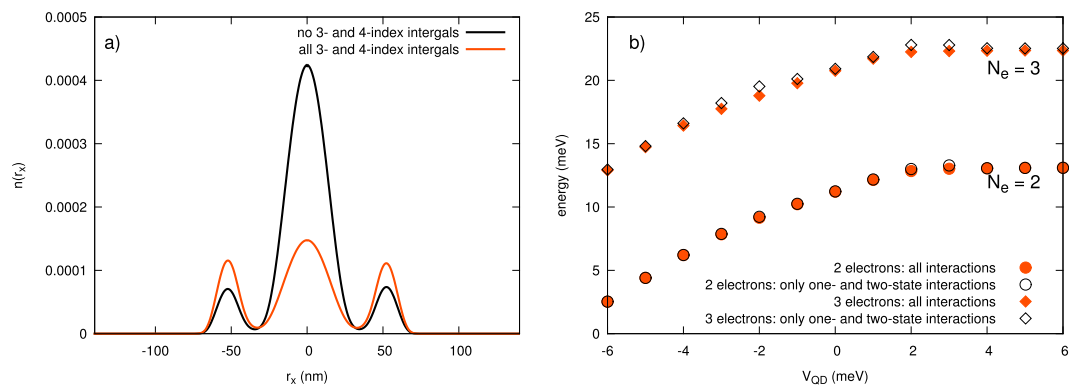 a)
no 3- and 4-index intergals
all 3- and 4-index intergals
0.0005
0.0004
0.0003
0.0002
0.0001
0
n(rx)
-100
-50
0
50
100
rx (nm)
b)
25
20
15
10
5
0
energy (meV)
Ne = 3
Ne = 2
2 electrons: all interactions
2 electrons: only one- and two-state interactions
3 electrons: all interactions
3 electrons: only one- and two-state interactions
-6
-4
-2
0
2
4
6
VQD (meV)